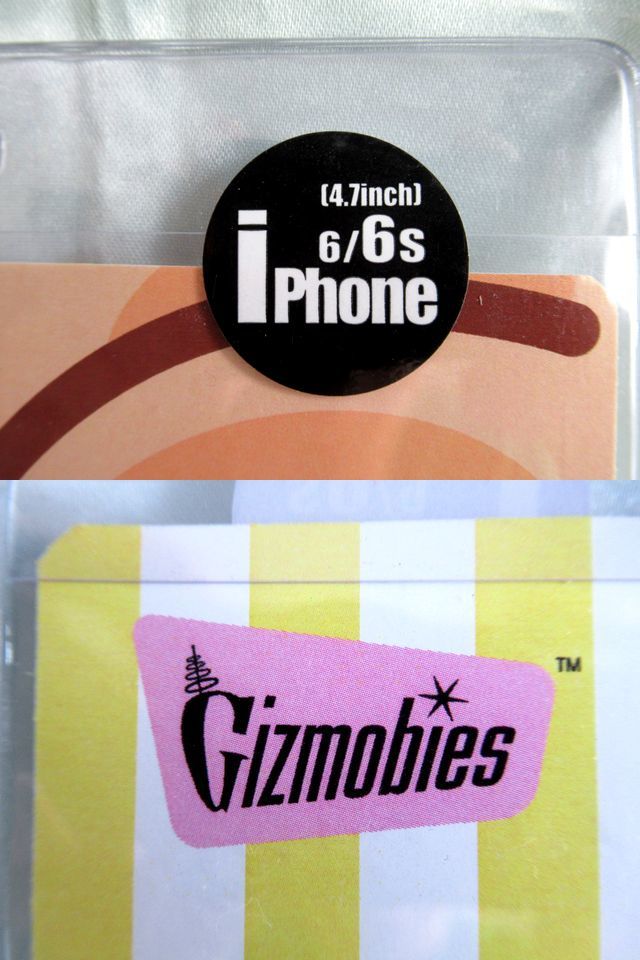 (4.7inch)
6/6s
iPhone
Gizmobies
TM